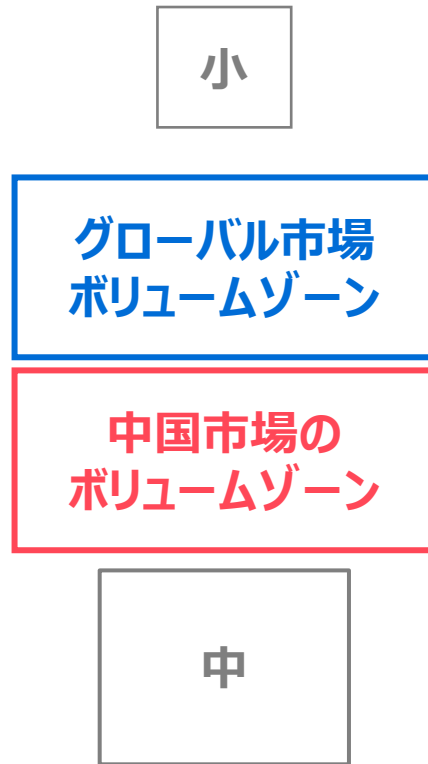 小
グローバル市場
ボリュームゾーン
中国市場の
ボリュームゾーン
中